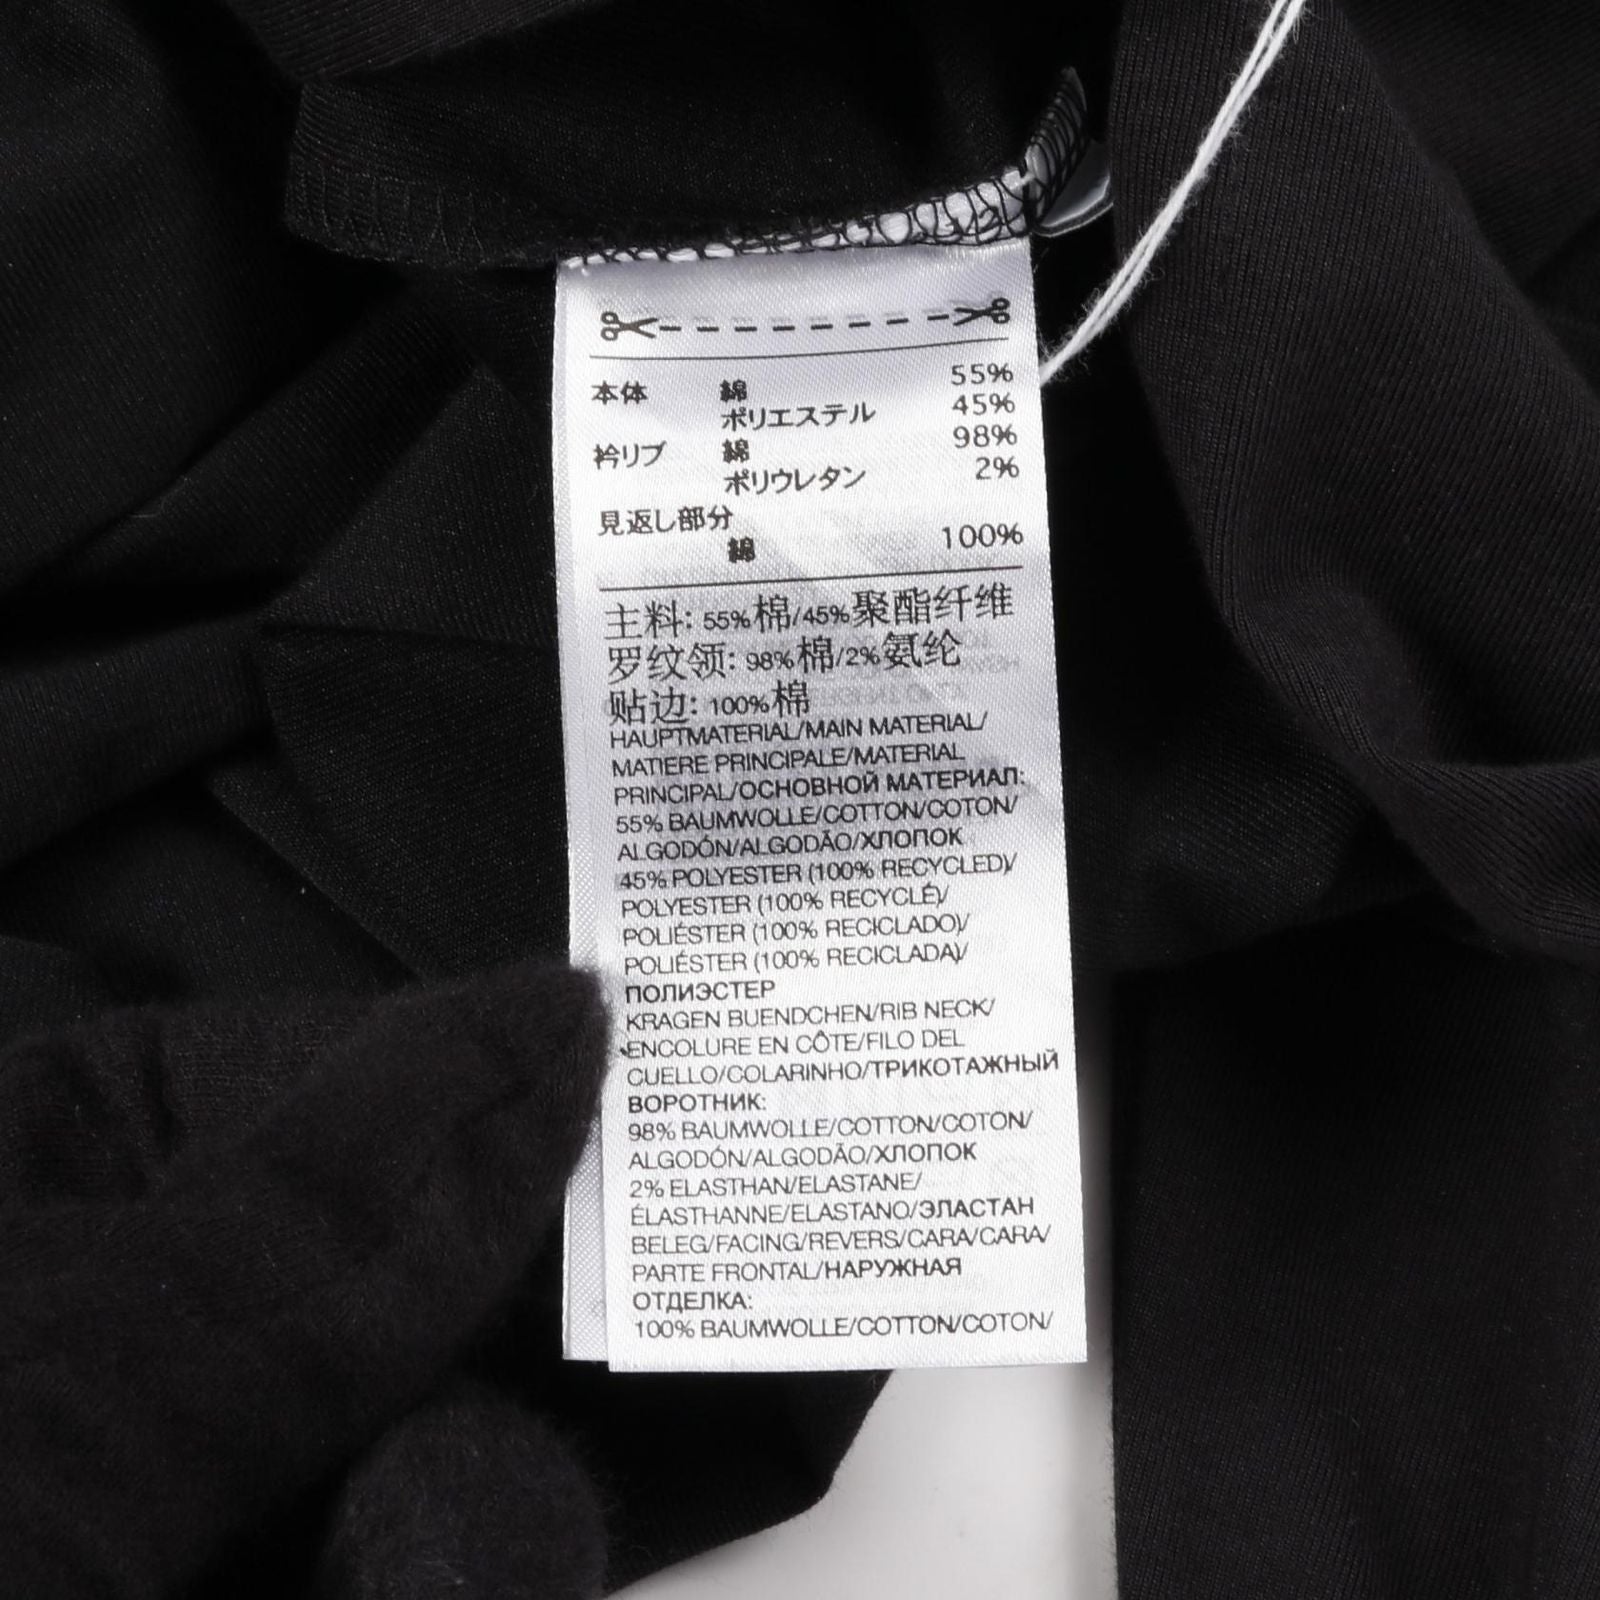 本体 綿 55%
ポリエステル 45%
衿リブ 綿 98%
ポリウレタン 2%
見返し部分
綿 100%
主料: 55%棉/45%聚酯纤维
罗纹领: 98%棉/2%氨纶
贴边: 100%棉
HAUPTMATERIAL/MAIN MATERIAL/
MATIERE PRINCIPALE/MATERIAL
PRINCIPAL/ОСНОВНОЙ МАТЕРИАЛ:
55% BAUMWOLLE/COTTON/COTON/
ALGODÓN/ALGODÃO/ХЛОПОК
45% POLYESTER (100% RECYCLED)/
POLYESTER (100% RECYCLÉ)/
POLIÉSTER (100% RECICLADO)/
POLIÉSTER (100% RECICLADA)/
ПОЛИЭСТЕР
KRAGEN BUENDCHEN/RIB NECK/
ENCOLURE EN CÔTE/FILO DEL
CUELLO/COLARINHO/ТРИКОТАЖНЫЙ
ВОРОТНИК:
98% BAUMWOLLE/COTTON/COTON/
ALGODÓN/ALGODÃO/ХЛОПОК
2% ELASTHAN/ELASTANE/
ÉLASTHANNE/ELASTANO/ЭЛАСТАН
BELEG/FACING/REVERS/CARA/CARA/
PARTE FRONTAL/НАРУЖНАЯ
ОТДЕЛКА:
100% BAUMWOLLE/COTTON/COTON/